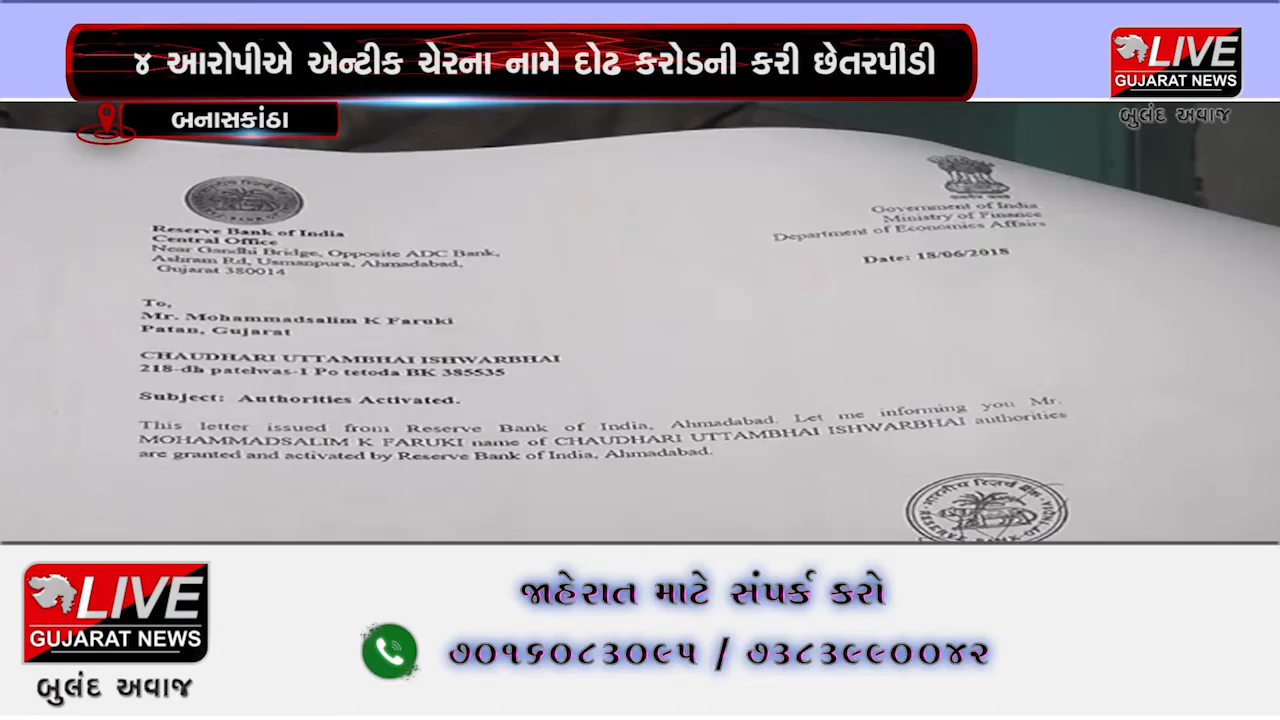 ૪ આરોપીએ એન્ટીક ચેરના નામે દોઢ કરોડની કરી છેતરપીંડી
LIVE
GUJARAT NEWS
બુલંદ અવાજ
બનાસકાંઠા
Reserve Bank of India
Central Office
Near Gandhi Bridge, Opposite ADC Bank,
Ashram Rd, Usmanpura, Ahmadabad,
Gujarat 380014
Government of India
Ministry of Finance
Department of Economics Affairs
Date: 18/06/2018
To,
Mr. Mohammadsalim K Faruki
Patan, Gujarat
CHAUDHARI UTTAMBHAI ISHWARBHAI
218-dh patelwas-1 Po tetoda BK 385535
Subject: Authorities Activated.
This letter issued from Reserve Bank of India, Ahmadabad. Let me informing you Mr.
MOHAMMADSALIM K FARUKI name of CHAUDHARI UTTAMBHAI ISHWARBHAI authorities
are granted and activated by Reserve Bank of India, Ahmadabad.
भारतीय रिज़र्व बैंक
RESERVE BANK OF INDIA
LIVE
GUJARAT NEWS
બુલંદ અવાજ
જાહેરાત માટે સંપર્ક કરો
૭૦૧૬૦૮૩૦૯૫ / ૭૩૮૩૯૯૦૦૪૨